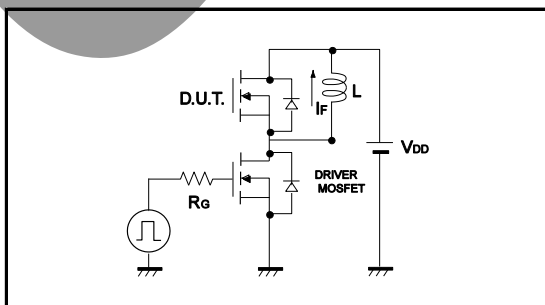 D.U.T.
IF
L
VDD
DRIVER
MOSFET
RG